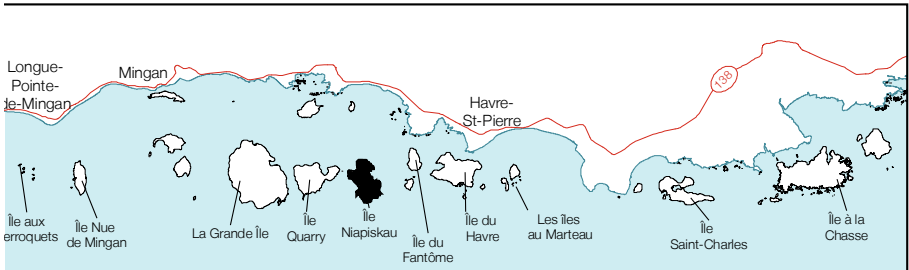 Longue-
Pointe-
de-Mingan
Mingan
Havre-
St-Pierre
138
Île aux
erroquets
Île Nue
de Mingan
La Grande Île
Île
Quarry
Île
Niapiskau
Île du
Fantôme
Île du
Havre
Les îles
au Marteau
Île
Saint-Charles
Île à la
Chasse